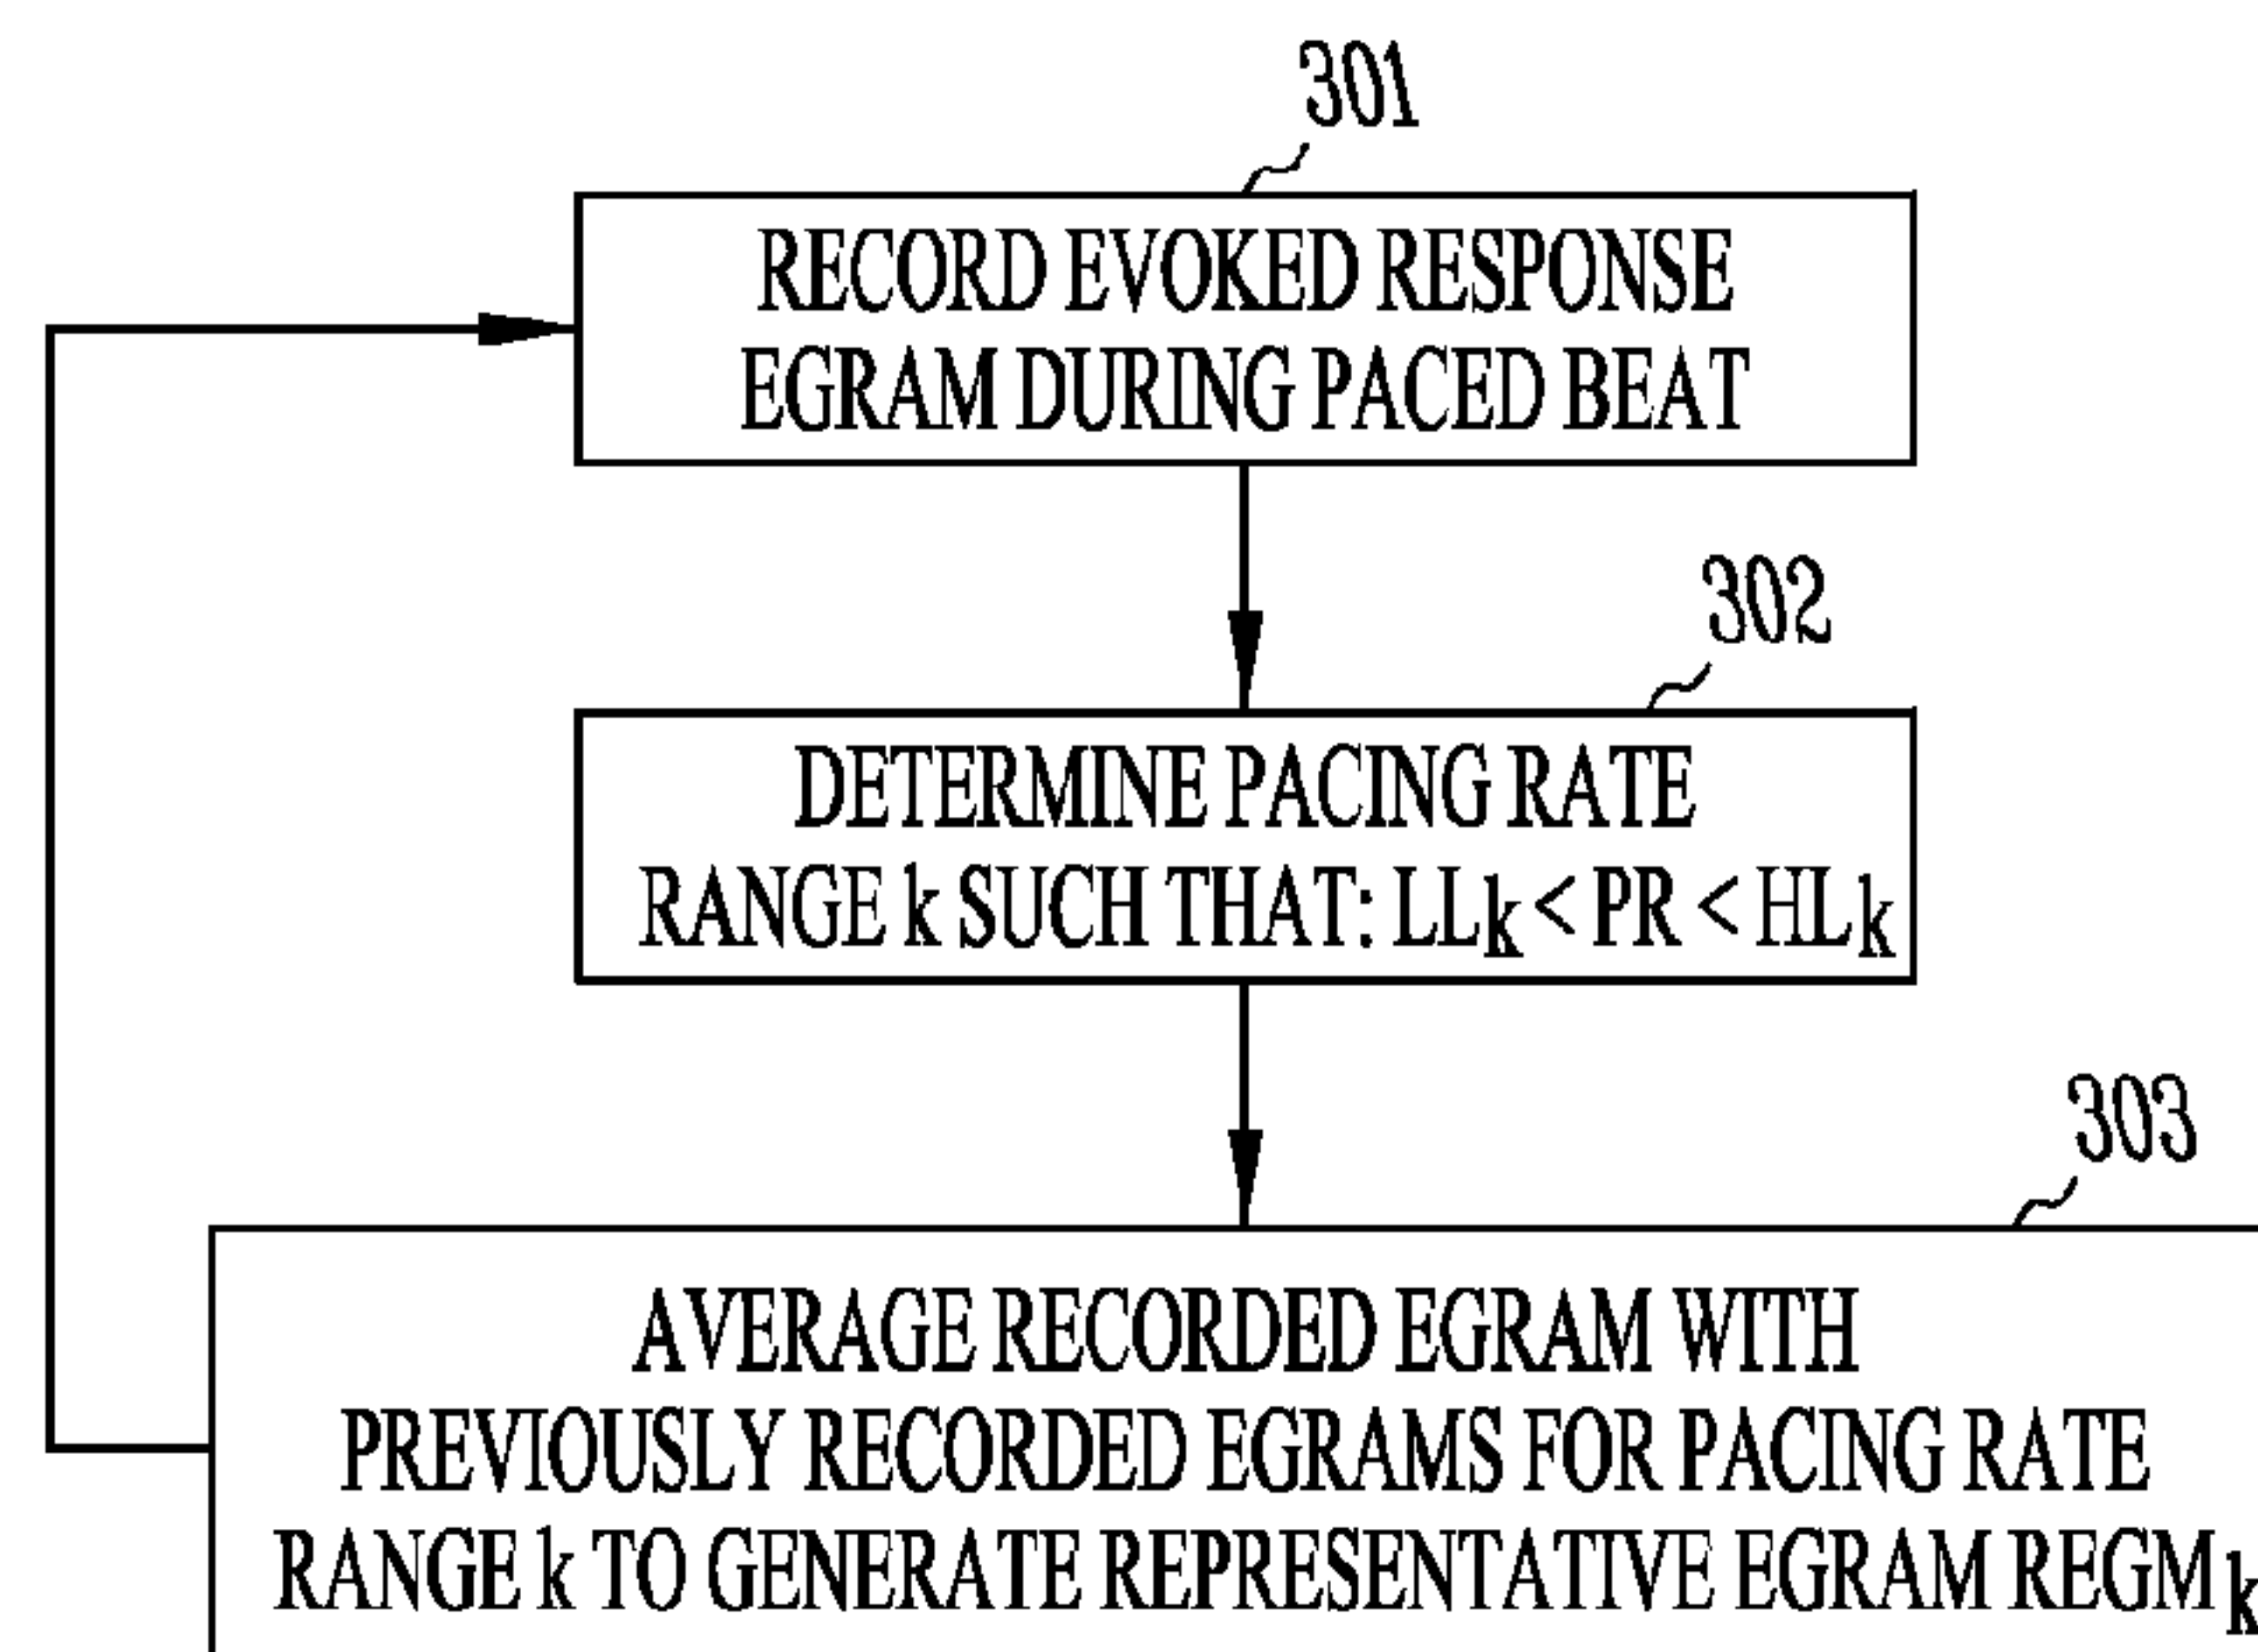 301
RECORD EVOKED RESPONSE
EGRAM DURING PACED BEAT
302
DETERMINE PACING RATE
RANGE k SUCH THAT: LLk < PR < HLk
303
AVERAGE RECORDED EGRAM WITH
PREVIOUSLY RECORDED EGRAMS FOR PACING RATE
RANGE k TO GENERATE REPRESENTATIVE EGRAM REGMk